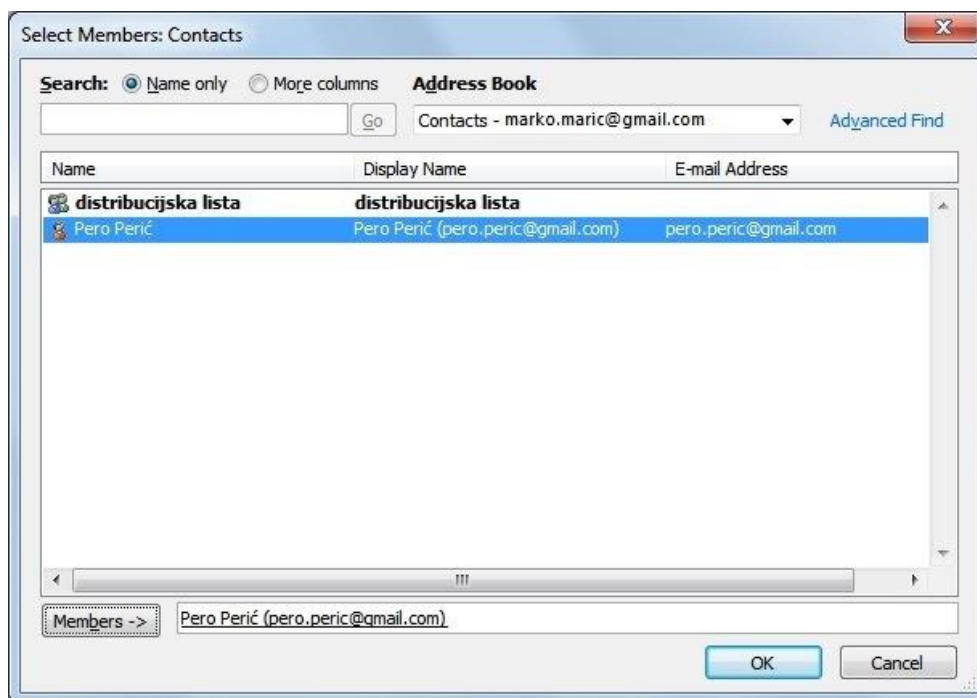 Select Members: Contacts
Search: Name only More columns Address Book
Go Contacts - marko.maric@gmail.com Advanced Find
Name Display Name E-mail Address
distribucijska lista distribucijska lista
Pero Perić Pero Perić (pero.peric@gmail.com) pero.peric@gmail.com
Members -> Pero Perić (pero.peric@gmail.com)
OK Cancel